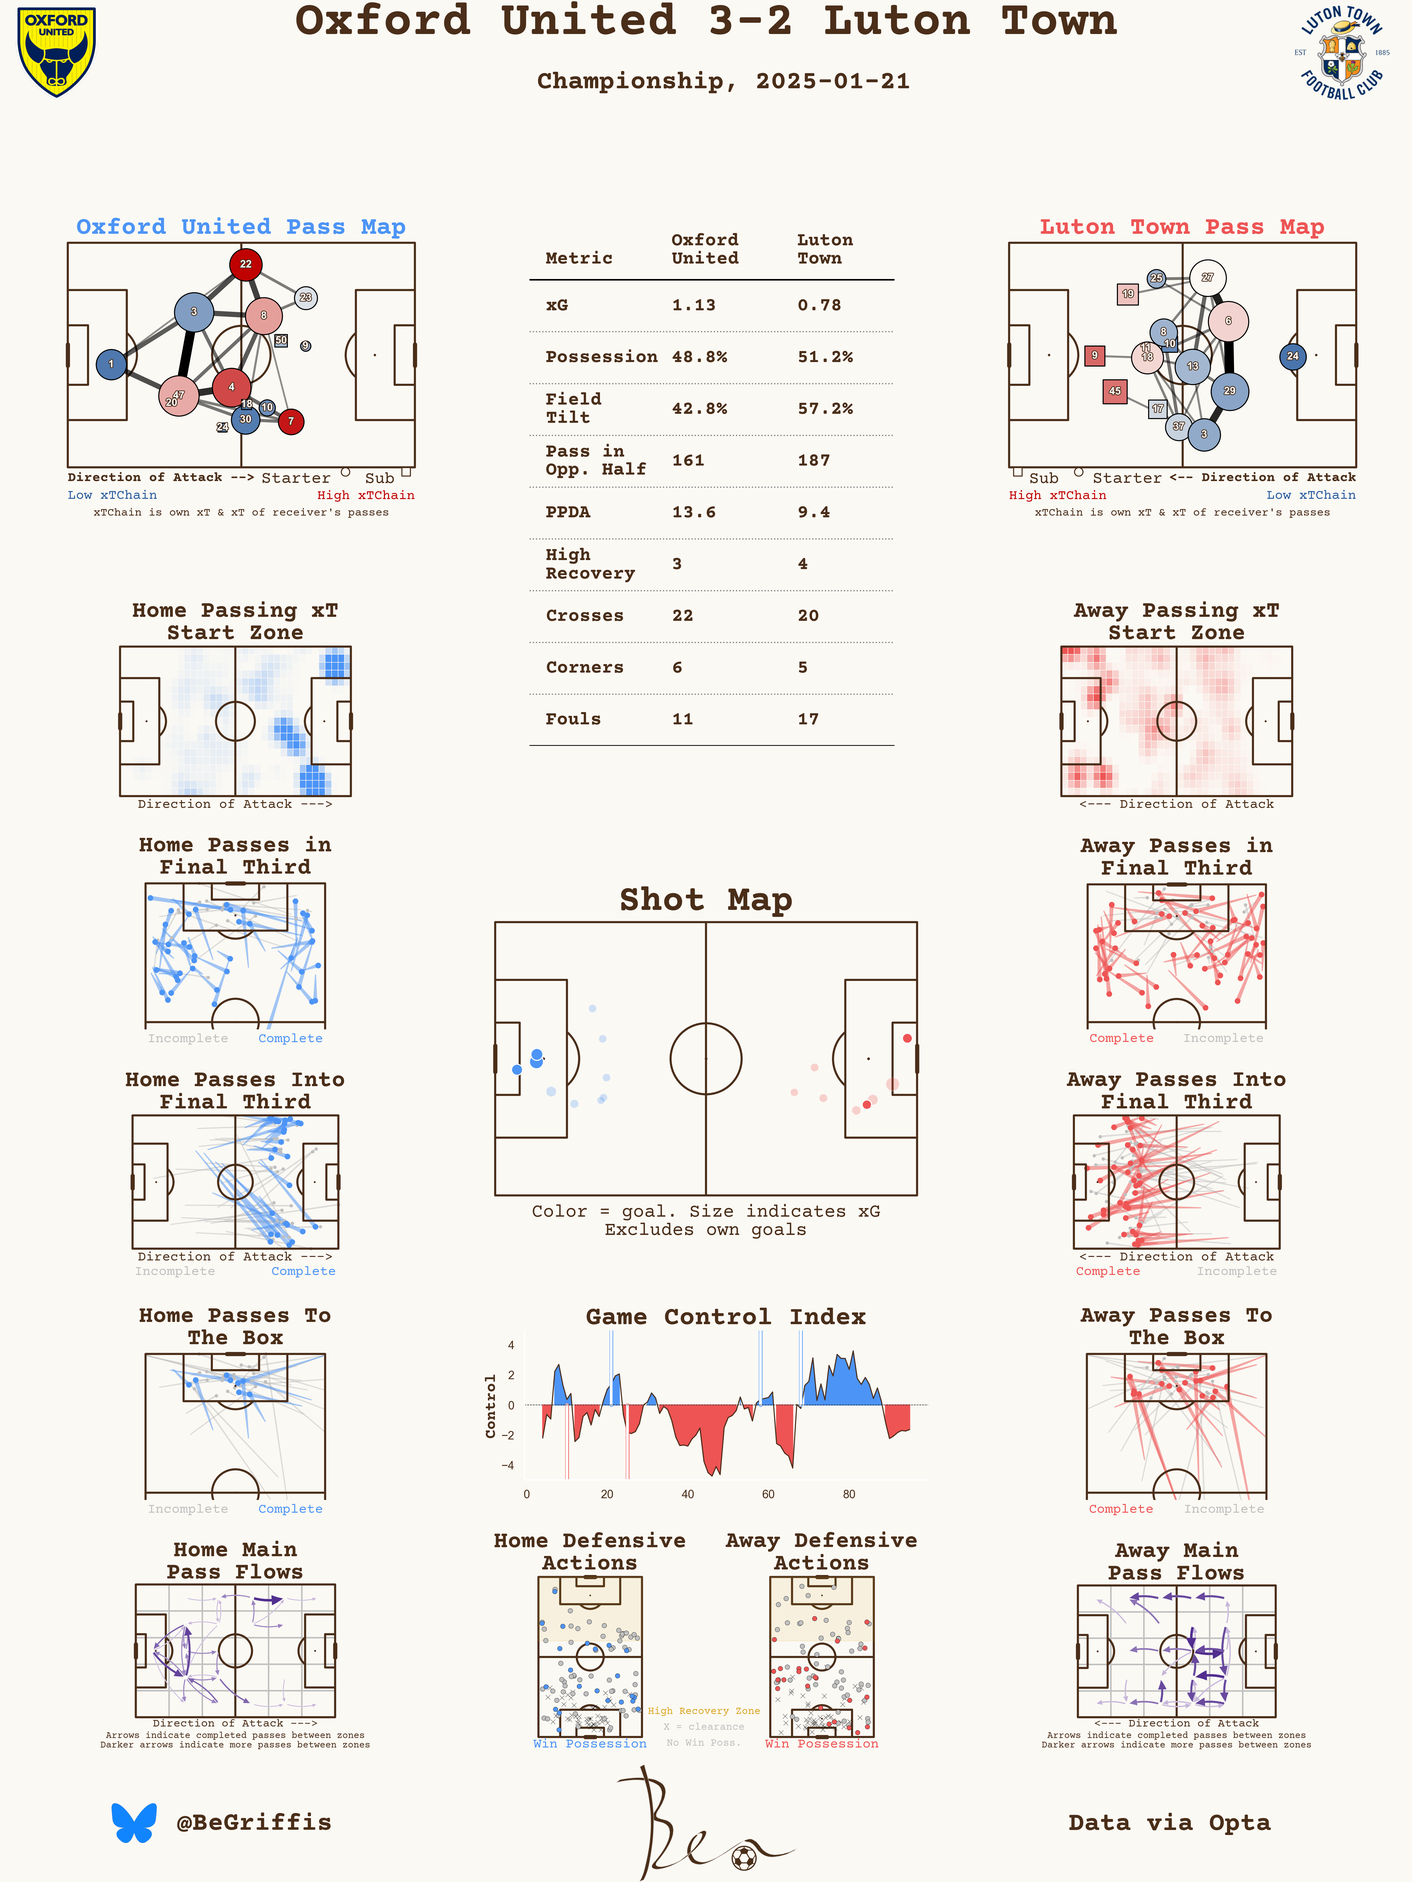 Oxford United 3-2 Luton Town
Championship, 2025-01-21
OXFORD
UNITED
LUTON TOWN
EST 1885
FOOTBALL CLUB
Oxford United Pass Map
22
3
8
23
50
9
1
47
20
4
18
10
30
24
7
Direction of Attack --> Starter Sub
Low xTChain High xTChain
xTChain is own xT & xT of receiver's passes
Metric Oxford United Luton Town
xG 1.13 0.78
Possession 48.8% 51.2%
Field Tilt 42.8% 57.2%
Pass in Opp. Half 161 187
PPDA 13.6 9.4
High Recovery 3 4
Crosses 22 20
Corners 6 5
Fouls 11 17
Luton Town Pass Map
25
27
19
6
8
10
11
18
9
13
24
45
29
17
37
3
Sub Starter <-- Direction of Attack
High xTChain Low xTChain
xTChain is own xT & xT of receiver's passes
Home Passing xT
Start Zone
Direction of Attack --->
Away Passing xT
Start Zone
<--- Direction of Attack
Home Passes in
Final Third
Incomplete Complete
Away Passes in
Final Third
Complete Incomplete
Shot Map
Color = goal. Size indicates xG
Excludes own goals
Home Passes Into
Final Third
Direction of Attack --->
Incomplete Complete
Away Passes Into
Final Third
<--- Direction of Attack
Complete Incomplete
Home Passes To
The Box
Incomplete Complete
Game Control Index
Control
4
2
0
−2
−4
0 20 40 60 80
Away Passes To
The Box
Complete Incomplete
Home Main
Pass Flows
Direction of Attack --->
Arrows indicate completed passes between zones
Darker arrows indicate more passes between zones
Home Defensive
Actions
Win Possession
High Recovery Zone
X = clearance
No Win Poss.
Away Defensive
Actions
Win Possession
Away Main
Pass Flows
<--- Direction of Attack
Arrows indicate completed passes between zones
Darker arrows indicate more passes between zones
@BeGriffis
Ben
Data via Opta